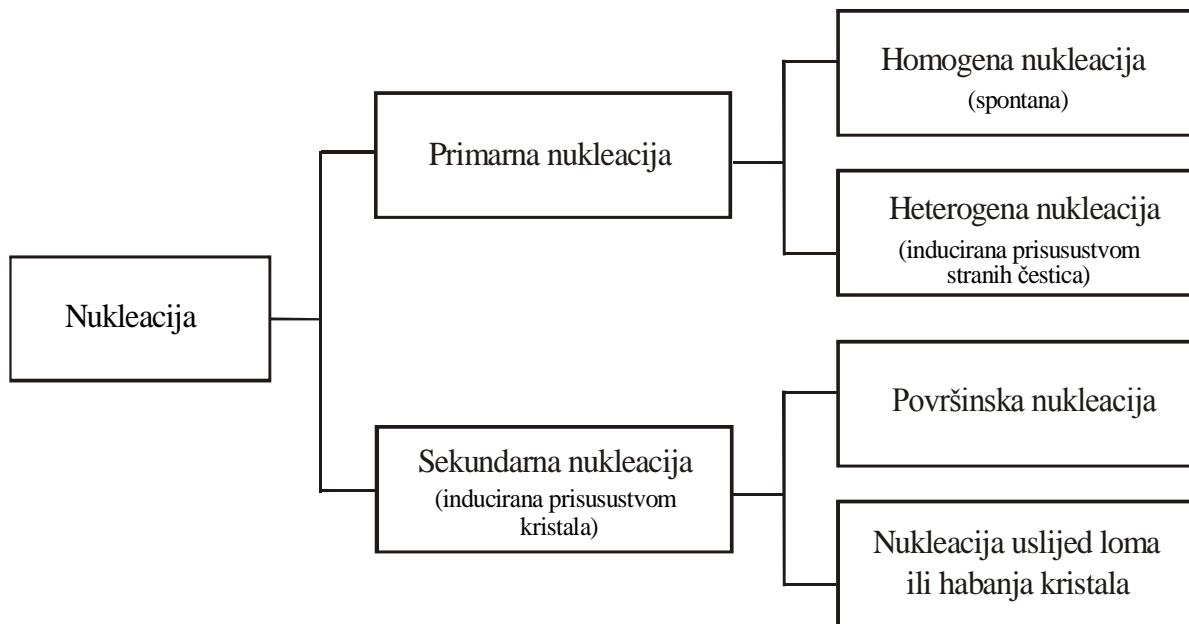 Nukleacija
Primarna nukleacija
Homogena nukleacija
(spontana)
Heterogena nukleacija
(inducirana prisusustvom
stranih čestica)
Sekundarna nukleacija
(inducirana prisusustvom
kristala)
Površinska nukleacija
Nukleacija uslijed loma
ili habanja kristala